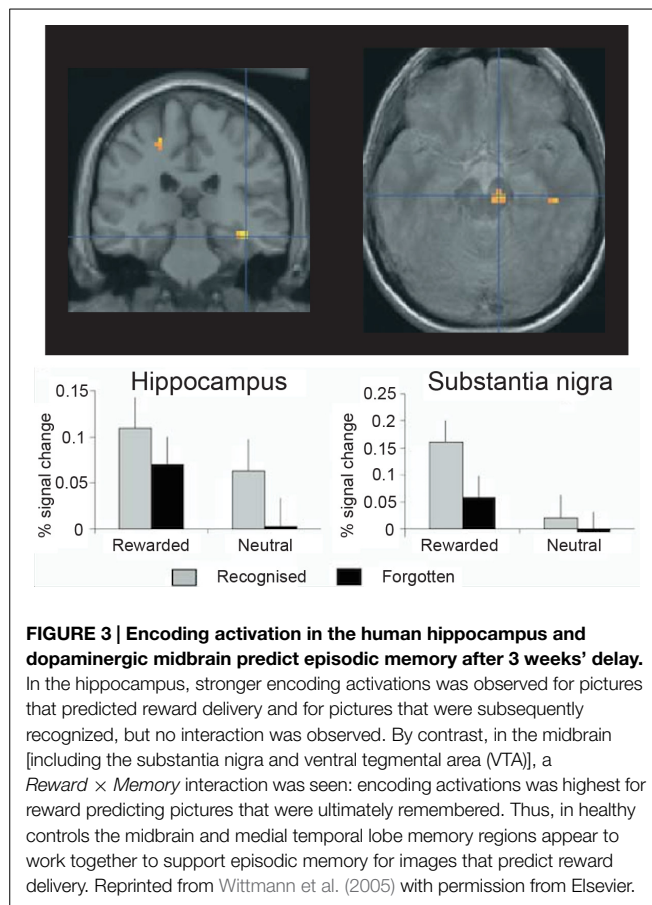 Hippocampus
Substantia nigra
% signal change
0.15
0.1
0.05
0
Rewarded
Neutral
% signal change
0.25
0.2
0.15
0.1
0.05
0
Rewarded
Neutral
Recognised
Forgotten
FIGURE 3 | Encoding activation in the human hippocampus and
dopaminergic midbrain predict episodic memory after 3 weeks’ delay.
In the hippocampus, stronger encoding activations was observed for pictures
that predicted reward delivery and for pictures that were subsequently
recognized, but no interaction was observed. By contrast, in the midbrain
[including the substantia nigra and ventral tegmental area (VTA)], a
Reward × Memory interaction was seen: encoding activations was highest for
reward predicting pictures that were ultimately remembered. Thus, in healthy
controls the midbrain and medial temporal lobe memory regions appear to
work together to support episodic memory for images that predict reward
delivery. Reprinted from Wittmann et al. (2005) with permission from Elsevier.